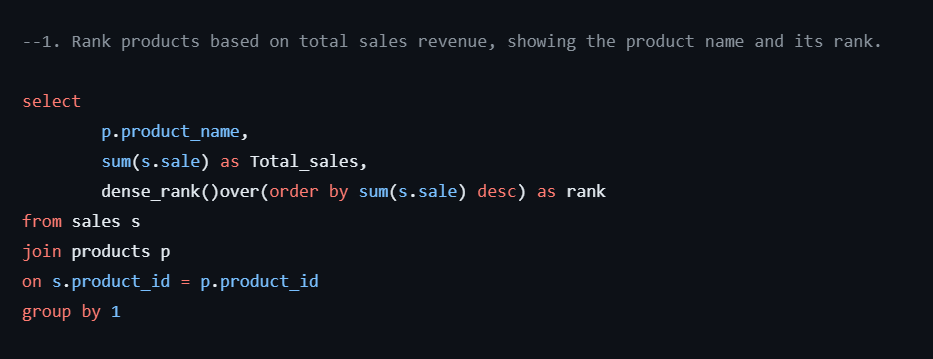 --1. Rank products based on total sales revenue, showing the product name and its rank.
select
p.product_name,
sum(s.sale) as Total_sales,
dense_rank()over(order by sum(s.sale) desc) as rank
from sales s
join products p
on s.product_id = p.product_id
group by 1